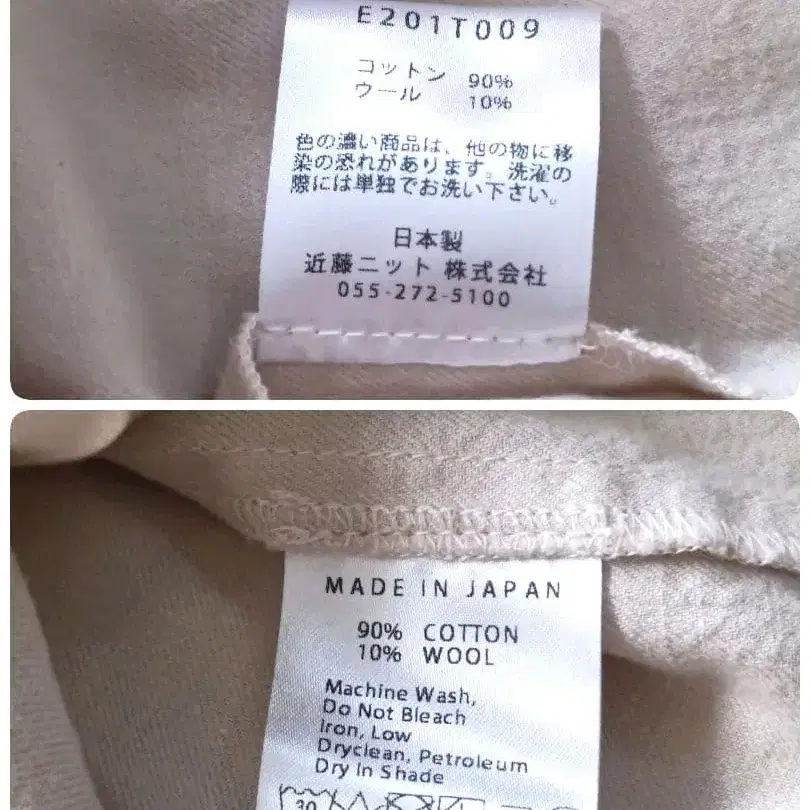 E201T009
コットン 90%
ウール 10%
色の濃い商品は、他の物に移
染の恐れがあります。洗濯の
際には単独でお洗い下さい。
日本製
近藤ニット 株式会社
055-272-5100
MADE IN JAPAN
90% COTTON
10% WOOL
Machine Wash,
Do Not Bleach
Iron, Low
Dryclean, Petroleum
Dry In Shade
30